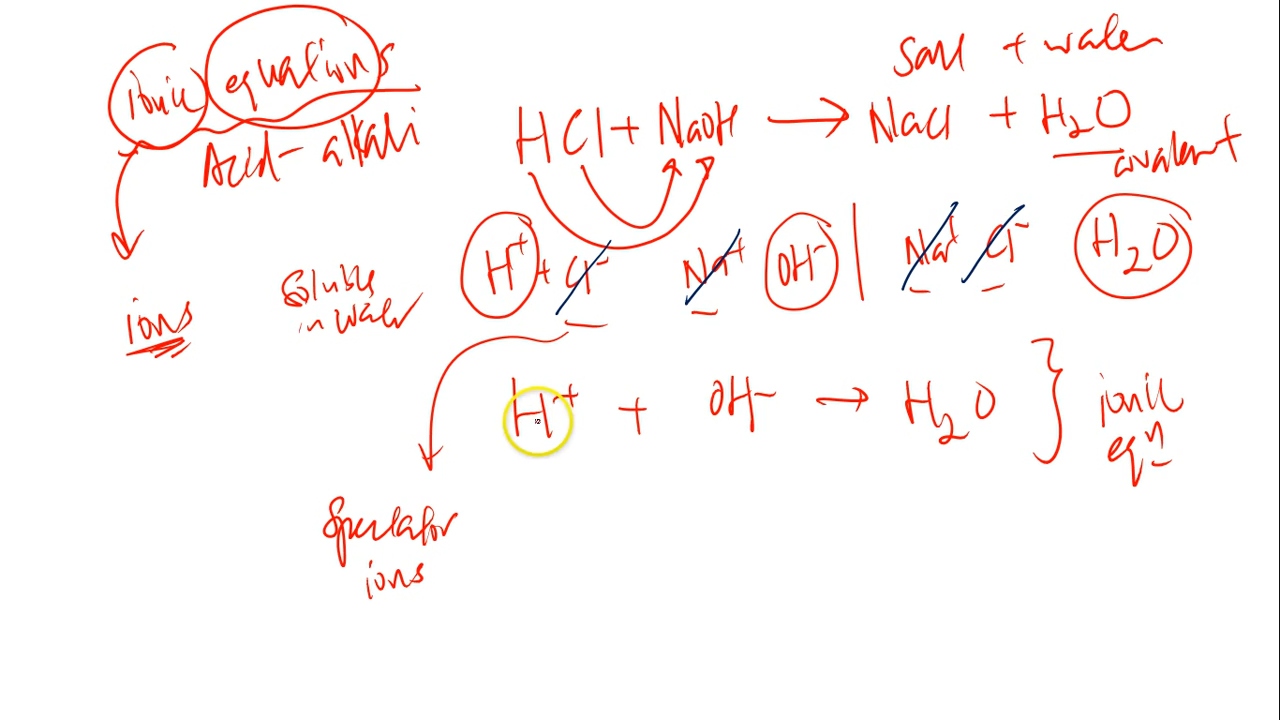 ionic equations
Acid - alkali
Salt + water
HCl + NaOH → NaCl + H₂O
covalent
H⁺ + Cl⁻ Na⁺ OH⁻ | Na⁺ Cl⁻ H₂O
ions
Soluble
in water
H⁺ + OH⁻ → H₂O } ionic
eqⁿ
Spectator
ions